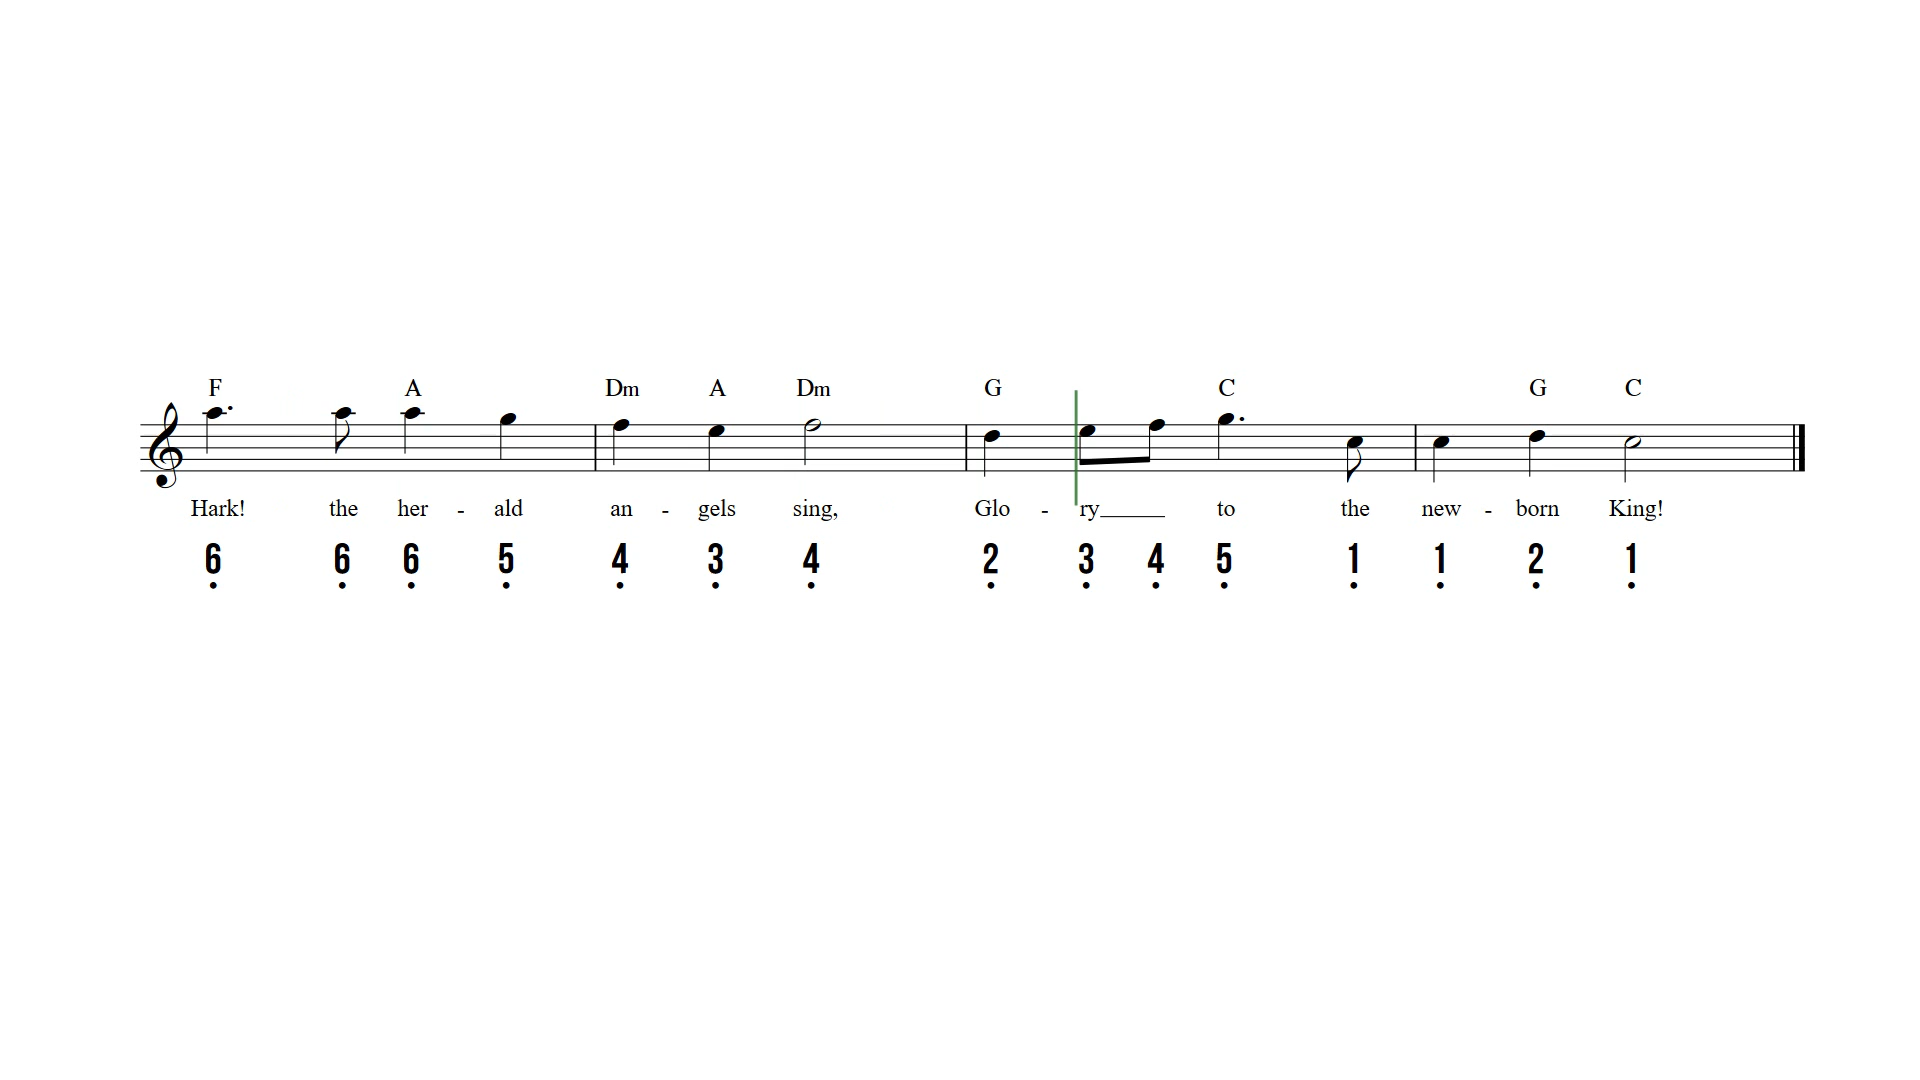 F A Dm A Dm G C G C
Hark! the her - ald an - gels sing, Glo - ry_____ to the new - born King!
6 6 6 5 4 3 4 2 3 4 5 1 1 2 1